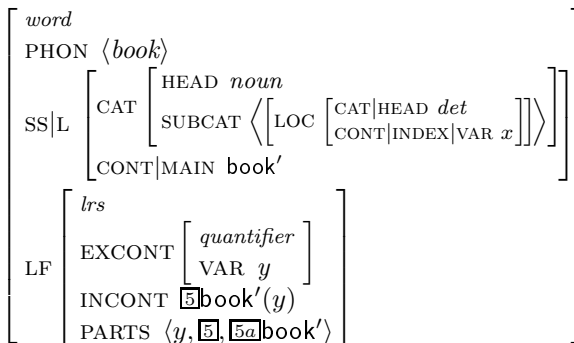 word
PHON ⟨book⟩
SS|L [CAT [HEAD noun
SUBCAT ⟨[LOC [CAT|HEAD det
CONT|INDEX|VAR x]]⟩]
CONT|MAIN book′]
LF [lrs
EXCONT [quantifier
VAR y]
INCONT [5]book′(y)
PARTS ⟨y, [5], [5a]book′⟩]